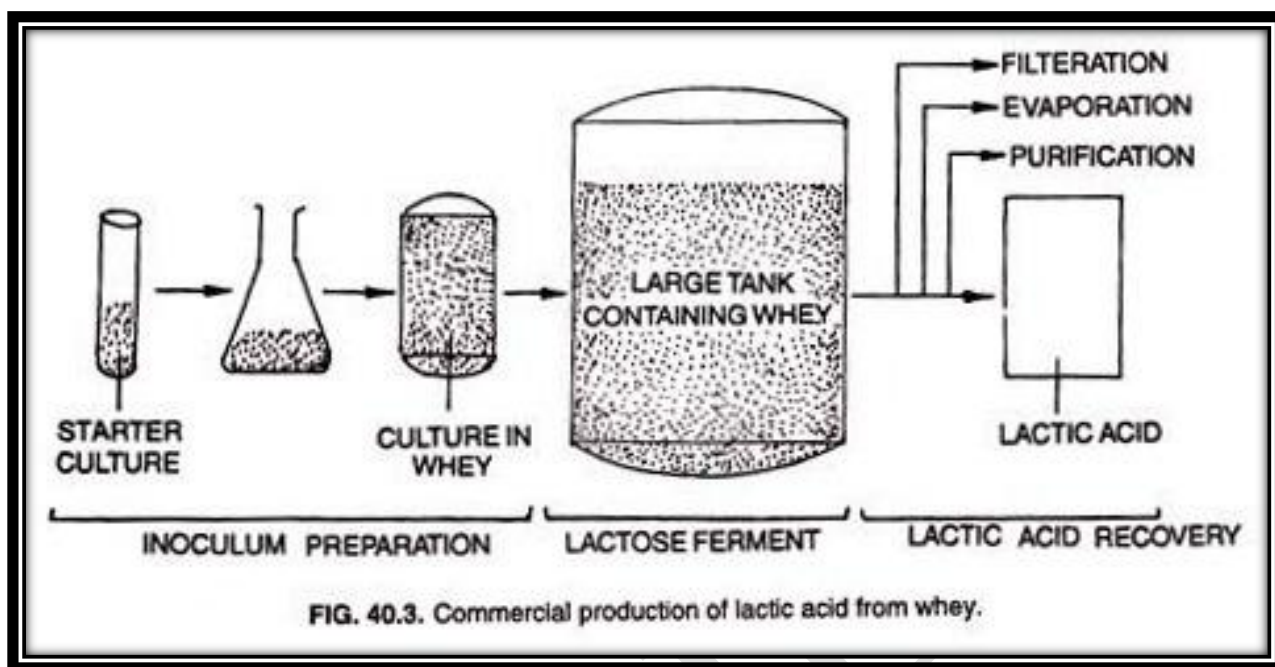 FILTERATION
EVAPORATION
PURIFICATION
LARGE TANK
CONTAINING WHEY
STARTER
CULTURE
CULTURE IN
WHEY
LACTIC ACID
INOCULUM PREPARATION
LACTOSE FERMENT
LACTIC ACID RECOVERY
FIG. 40.3. Commercial production of lactic acid from whey.